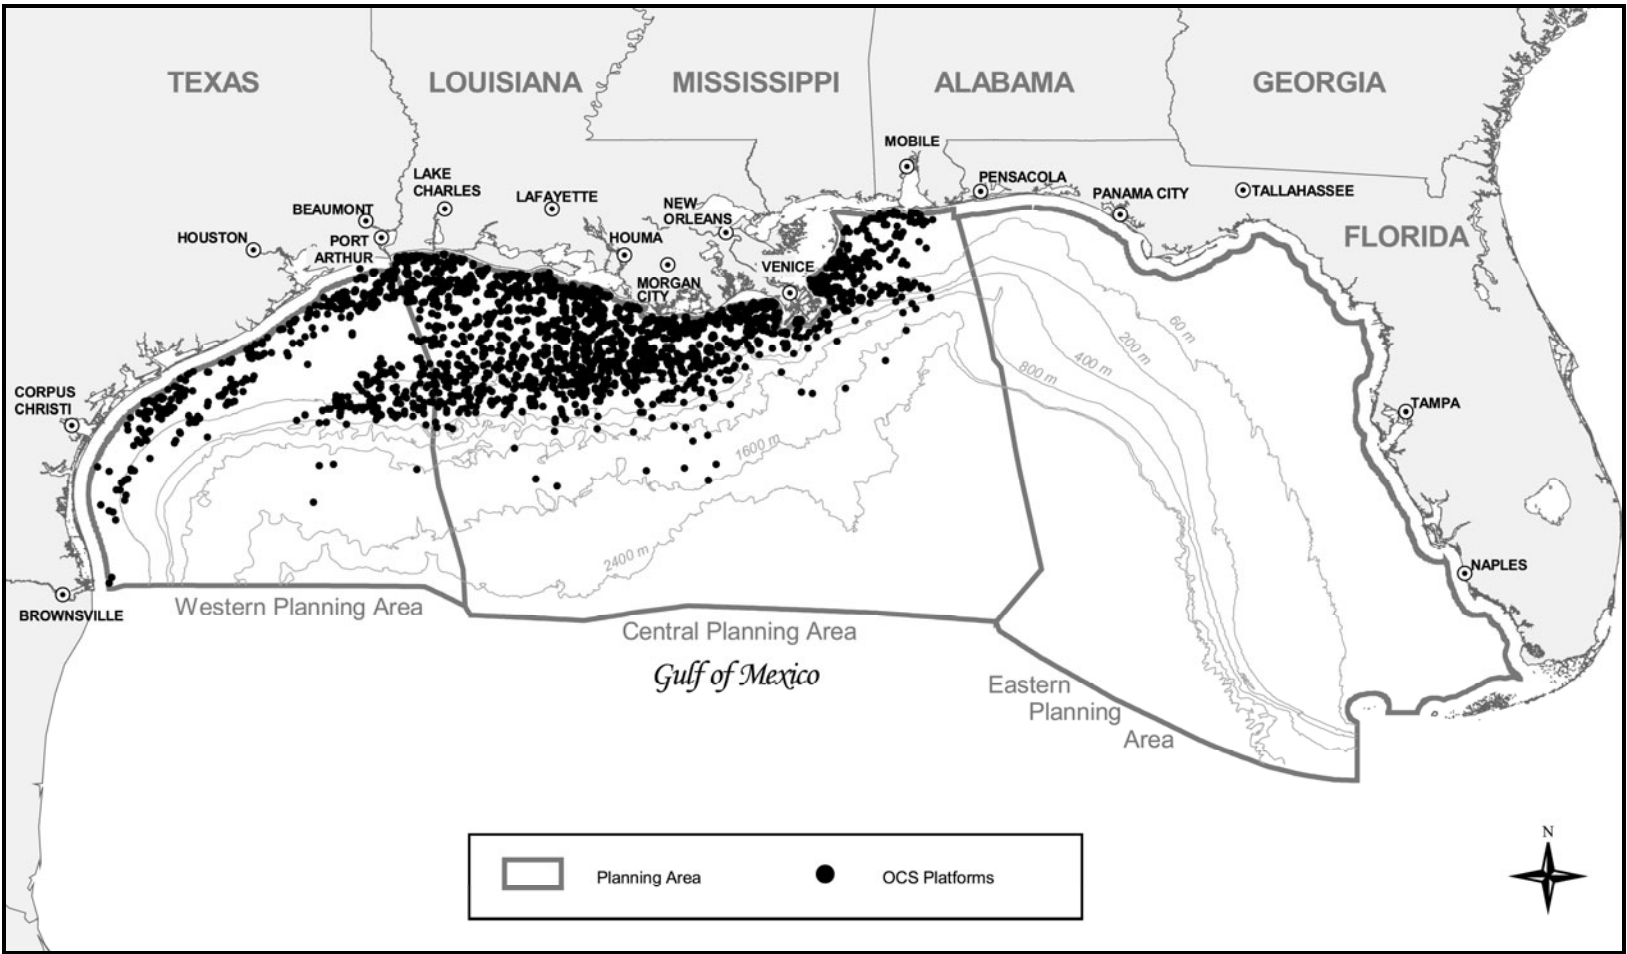 TEXAS
LOUISIANA
MISSISSIPPI
ALABAMA
GEORGIA
MOBILE
LAKE
CHARLES
LAFAYETTE
PENSACOLA
PANAMA CITY
TALLAHASSEE
BEAUMONT
NEW
ORLEANS
HOUSTON
PORT
ARTHUR
HOUMA
FLORIDA
VENICE
MORGAN
CITY
60 m
200 m
400 m
800 m
CORPUS
CHRISTI
TAMPA
1600 m
2400 m
NAPLES
BROWNSVILLE
Western Planning Area
Central Planning Area
Gulf of Mexico
Eastern
Planning
Area
N
Planning Area
OCS Platforms